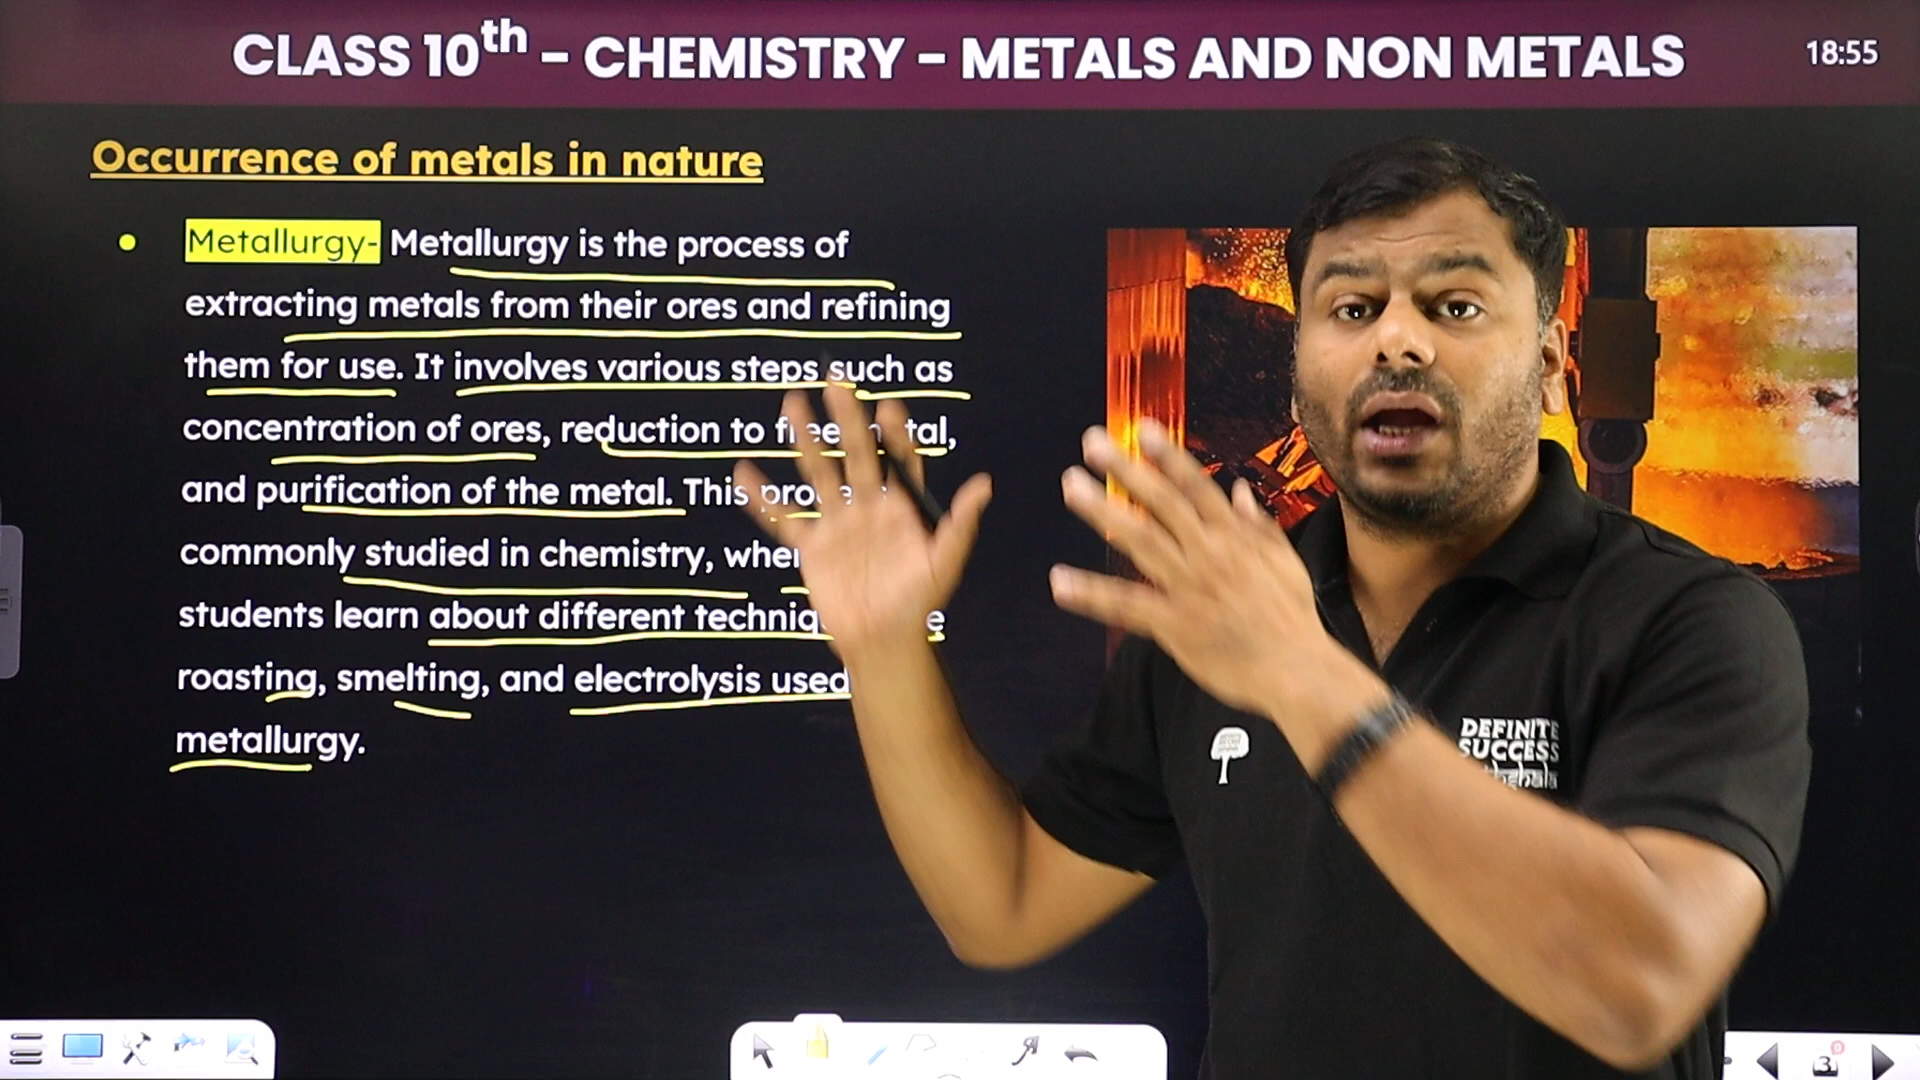 CLASS 10th - CHEMISTRY - METALS AND NON METALS
18:55
Occurrence of metals in nature
Metallurgy- Metallurgy is the process of
extracting metals from their ores and refining
them for use. It involves various steps such as
concentration of ores, reduction to
and purification of the metal. This
commonly studied in chemistry,
students learn about different
roasting, smelting, and electrolysis used
metallurgy.
DEFINITE
SUCCESS
3